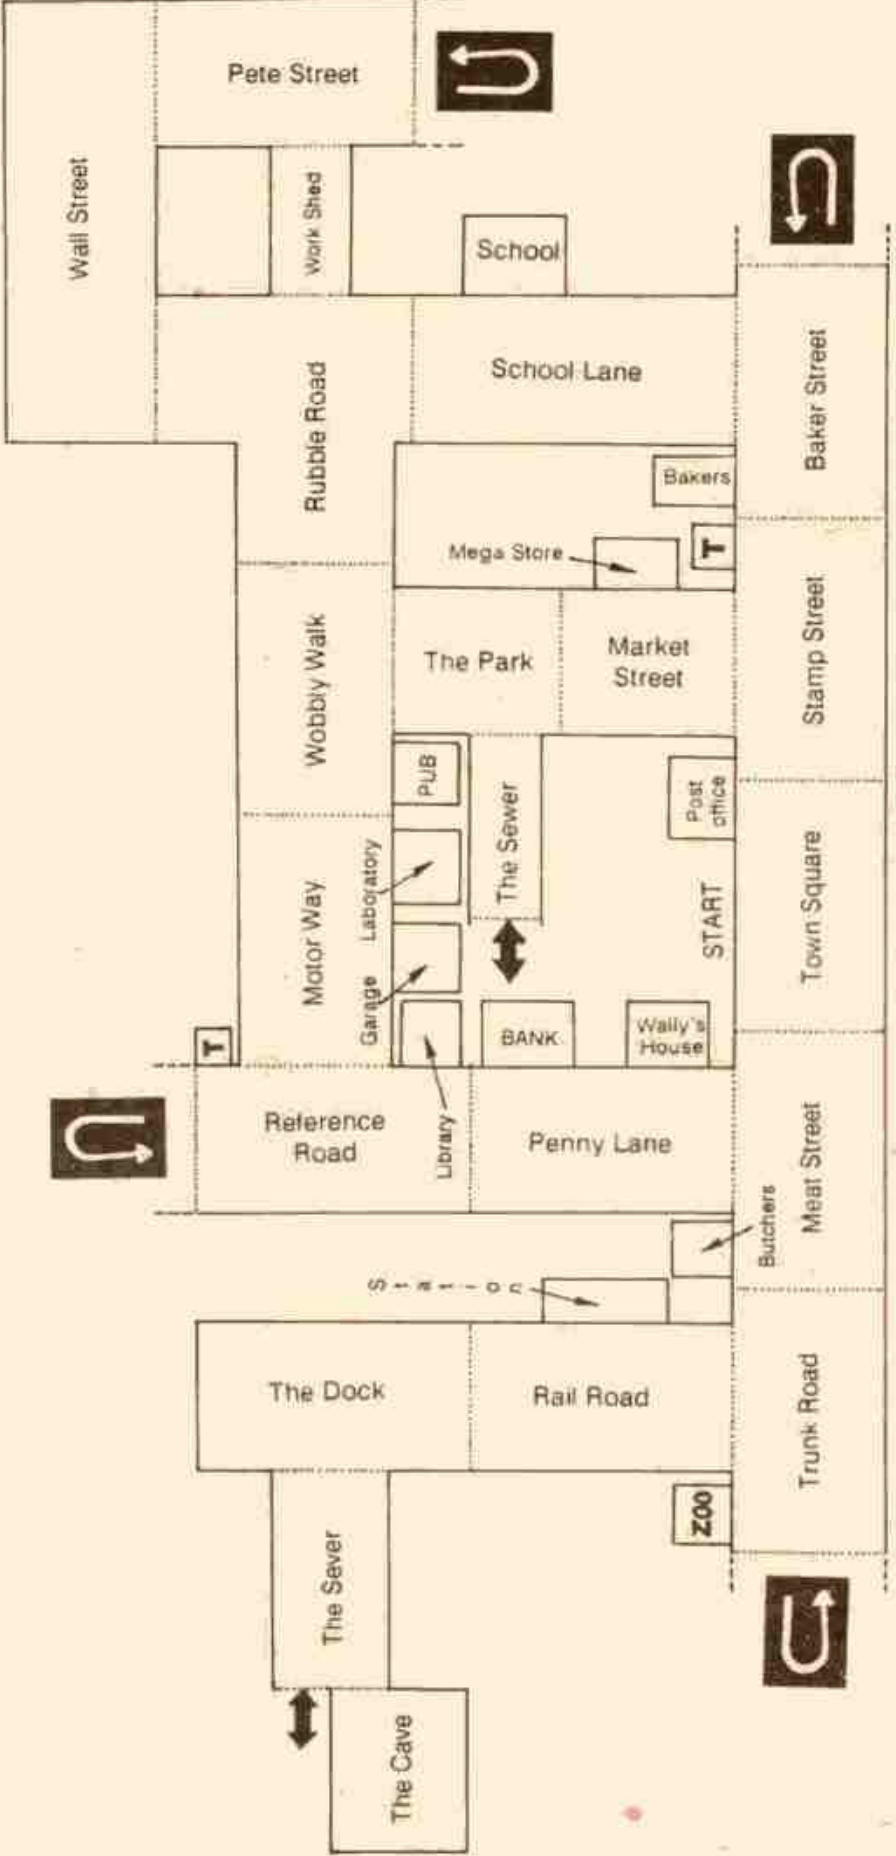 Pete Street
Wall Street
Work Shed
School
Rubble Road
School Lane
Baker Street
Bakers
T
Mega Store
Wobbly Walk
The Park
Market
Street
Stamp Street
PUB
The Sewer
Post
office
Motor Way
Laboratory
Garage
START
Town Square
T
BANK
Wally's
House
Reference
Road
Library
Penny Lane
Meat Street
Butchers
Station
The Dock
Rail Road
Trunk Road
ZOO
The Sever
The Cave